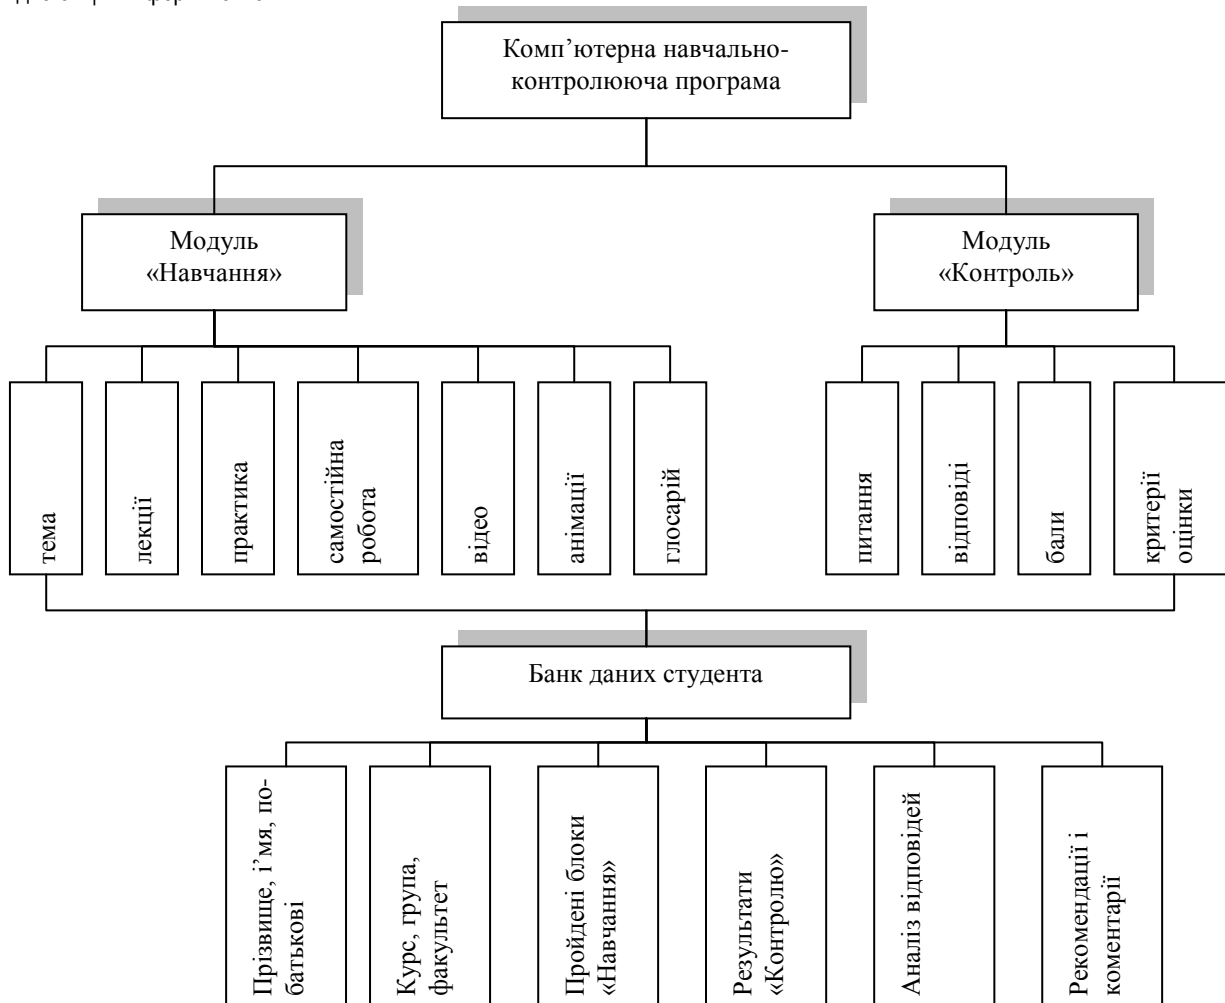 Комп’ютерна навчально-
контролююча програма
Модуль
«Навчання»
Модуль
«Контроль»
тема
лекції
практика
самостійна
робота
відео
анімації
глосарій
питання
відповіді
бали
критерії
оцінки
Банк даних студента
Прізвище, і’мя, по-
батькові
Курс, група,
факультет
Пройдені блоки
«Навчання»
Результати
«Контролю»
Аналіз відповідей
Рекомендації і
коментарії